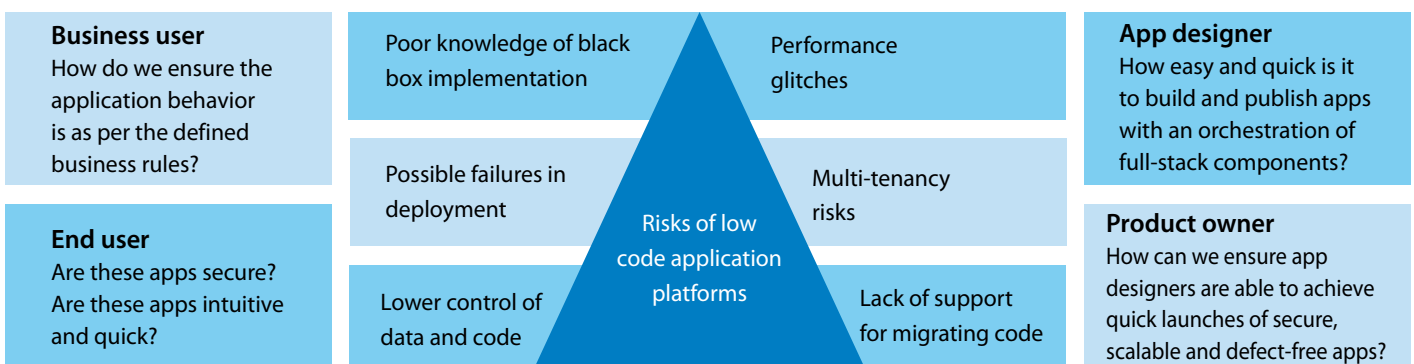 Business user
How do we ensure the
application behavior
is as per the defined
business rules?
End user
Are these apps secure?
Are these apps intuitive
and quick?
Poor knowledge of black
box implementation
Performance
glitches
Possible failures in
deployment
Multi-tenancy
risks
Lower control of
data and code
Lack of support
for migrating code
Risks of low
code application
platforms
App designer
How easy and quick is it
to build and publish apps
with an orchestration of
full-stack components?
Product owner
How can we ensure app
designers are able to achieve
quick launches of secure,
scalable and defect-free apps?